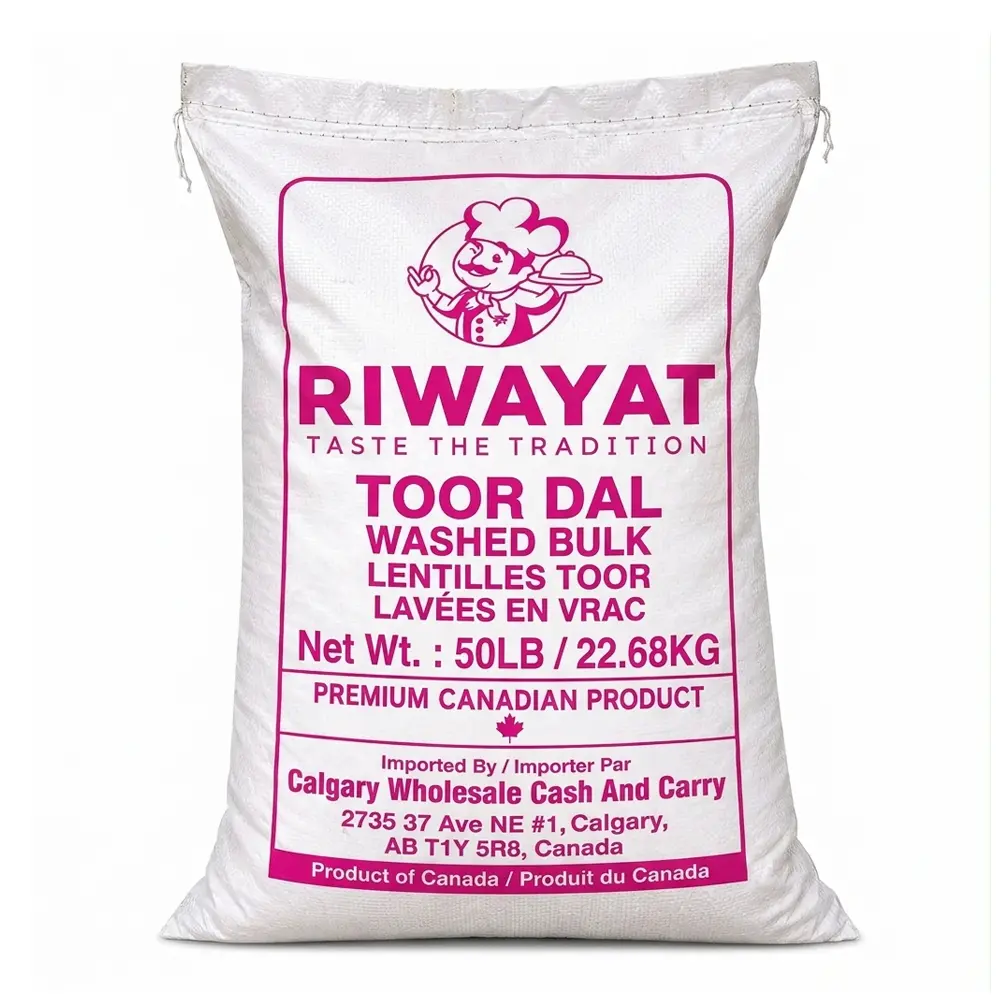 RIWAYAT
TASTE THE TRADITION
TOOR DAL
WASHED BULK
LENTILLES TOOR
LAVÉES EN VRAC
Net Wt. : 50LB / 22.68KG
PREMIUM CANADIAN PRODUCT
Imported By / Importer Par
Calgary Wholesale Cash And Carry
2735 37 Ave NE #1, Calgary,
AB T1Y 5R8, Canada
Product of Canada / Produit du Canada